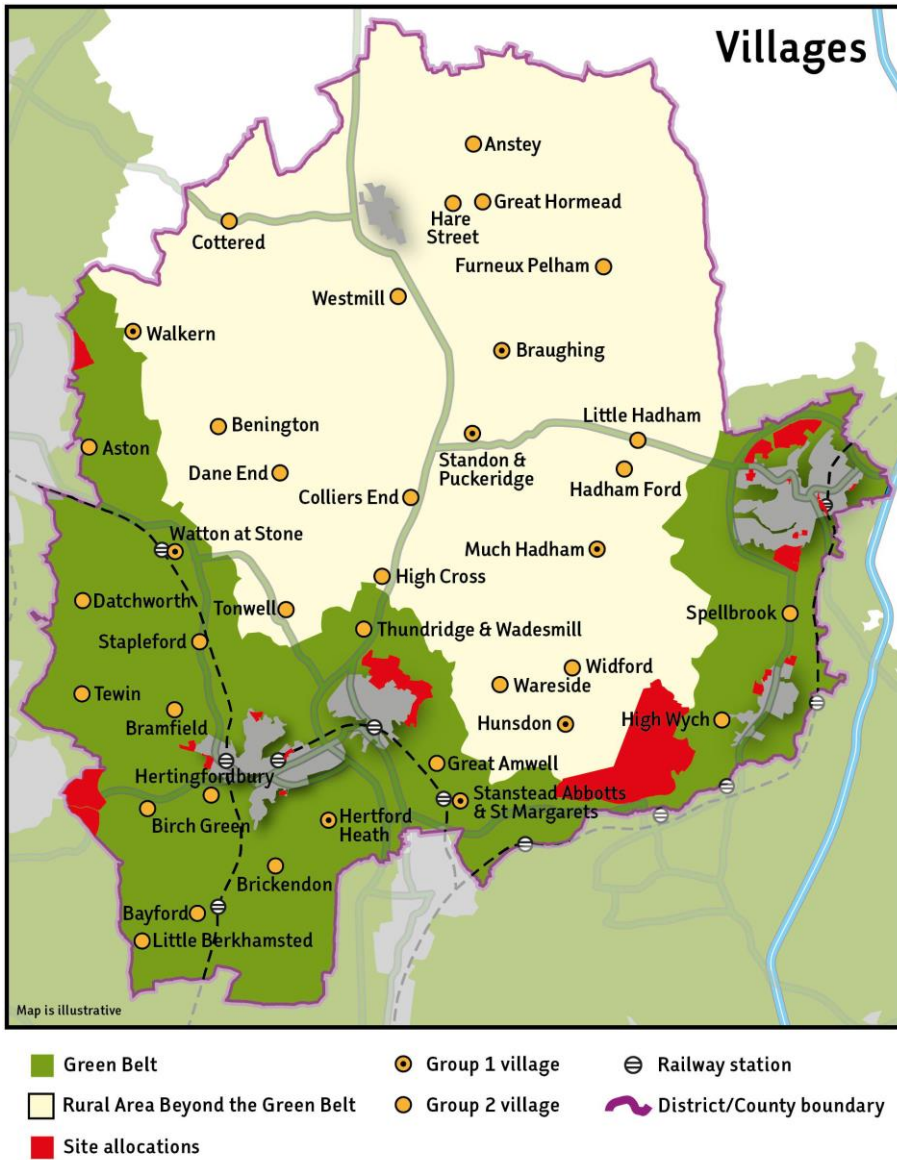 Villages
Anstey
Great Hormead
Hare
Street
Cottered
Furneux Pelham
Westmill
Walkern
Braughing
Little Hadham
Benington
Aston
Standon &
Puckeridge
Dane End
Hadham Ford
Colliers End
Watton at Stone
Much Hadham
High Cross
Datchworth
Tonwell
Spellbrook
Thundridge & Wadesmill
Stapleford
Widford
Wareside
Tewin
Bramfield
Hunsdon
High Wych
Great Amwell
Hertingfordbury
Stanstead Abbotts
& St Margarets
Birch Green
Hertford
Heath
Brickendon
Bayford
Little Berkhamsted
Map is illustrative
Green Belt
Group 1 village
Railway station
Rural Area Beyond the Green Belt
Group 2 village
District/County boundary
Site allocations